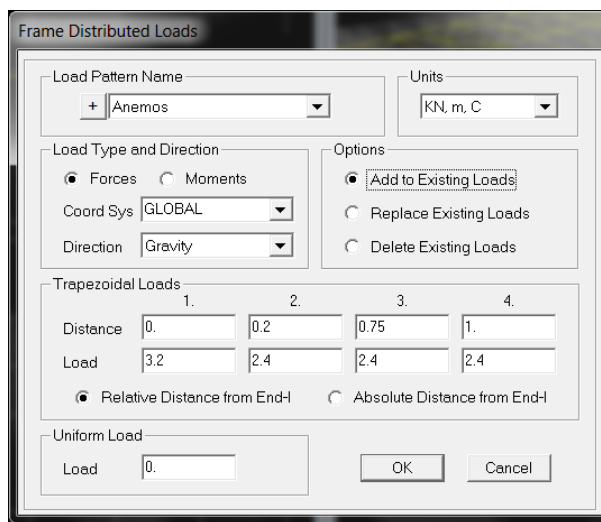 Frame Distributed Loads
Load Pattern Name
+ Anemos
Units
KN, m, C
Load Type and Direction
Forces Moments
Coord Sys GLOBAL
Direction Gravity
Options
Add to Existing Loads
Replace Existing Loads
Delete Existing Loads
Trapezoidal Loads
1. 2. 3. 4.
Distance 0. 0.2 0.75 1.
Load 3.2 2.4 2.4 2.4
Relative Distance from End-I Absolute Distance from End-I
Uniform Load
Load 0.
OK Cancel